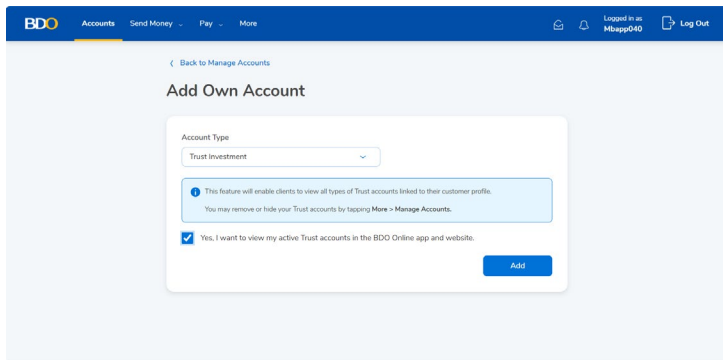 BDO Accounts Send Money Pay More Logged in as Mbapp040 Log Out
Back to Manage Accounts
Add Own Account
Account Type
Trust Investment
This feature will enable clients to view all types of Trust accounts linked to their customer profile.
You may remove or hide your Trust accounts by tapping More > Manage Accounts.
Yes, I want to view my active Trust accounts in the BDO Online app and website.
Add